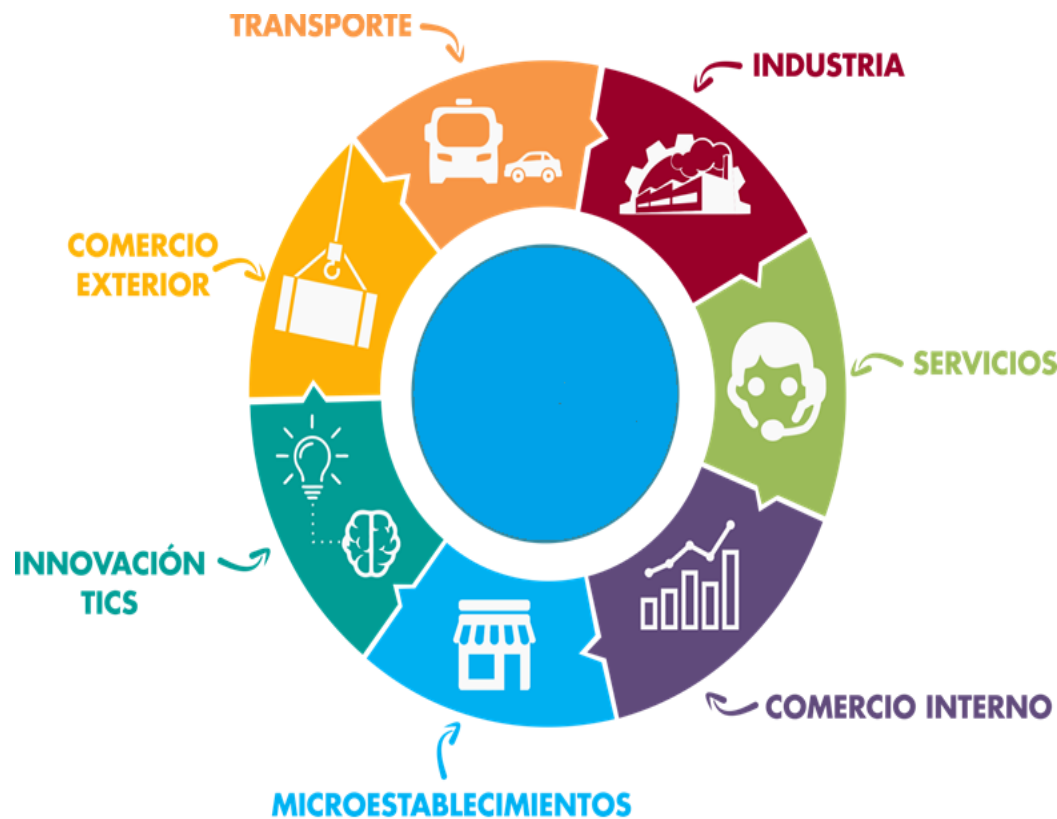 TRANSPORTE
INDUSTRIA
COMERCIO
EXTERIOR
SERVICIOS
INNOVACIÓN
TICS
COMERCIO INTERNO
MICROESTABLECIMIENTOS